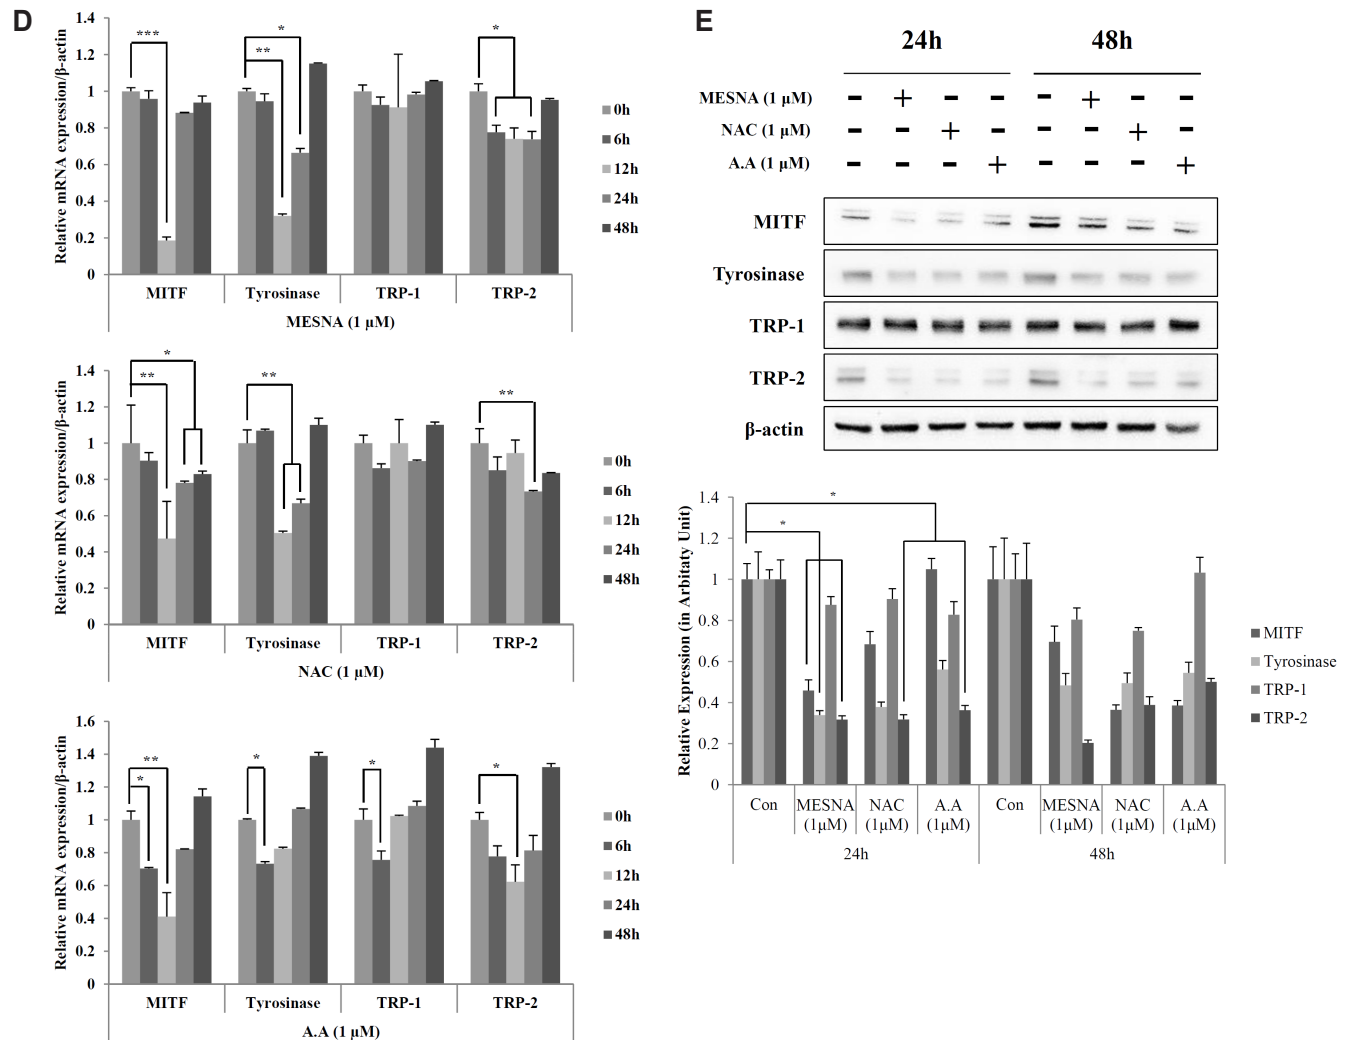 D
Relative mRNA expression/β-actin
1.4
1.2
1
0.8
0.6
0.4
0.2
0
***
*
**
*
MITF Tyrosinase TRP-1 TRP-2
MESNA (1 μM)
0h
6h
12h
24h
48h
Relative mRNA expression/β-actin
1.4
1.2
1
0.8
0.6
0.4
0.2
0
*
**
**
**
MITF Tyrosinase TRP-1 TRP-2
NAC (1 μM)
0h
6h
12h
24h
48h
Relative mRNA expression/β-actin
1.6
1.4
1.2
1
0.8
0.6
0.4
0.2
0
**
*
*
*
*
MITF Tyrosinase TRP-1 TRP-2
A.A (1 μM)
0h
6h
12h
24h
48h
E
24h 48h
MESNA (1 μM) - + - - - + - -
NAC (1 μM) - - + - - - + -
A.A (1 μM) - - - + - - - +
MITF
Tyrosinase
TRP-1
TRP-2
β-actin
Relative Expression (in Arbitaty Unit)
1.4
1.2
1
0.8
0.6
0.4
0.2
0
*
*
Con MESNA NAC A.A Con MESNA NAC A.A
(1μM) (1μM) (1μM) (1μM) (1μM) (1μM)
24h 48h
MITF
Tyrosinase
TRP-1
TRP-2